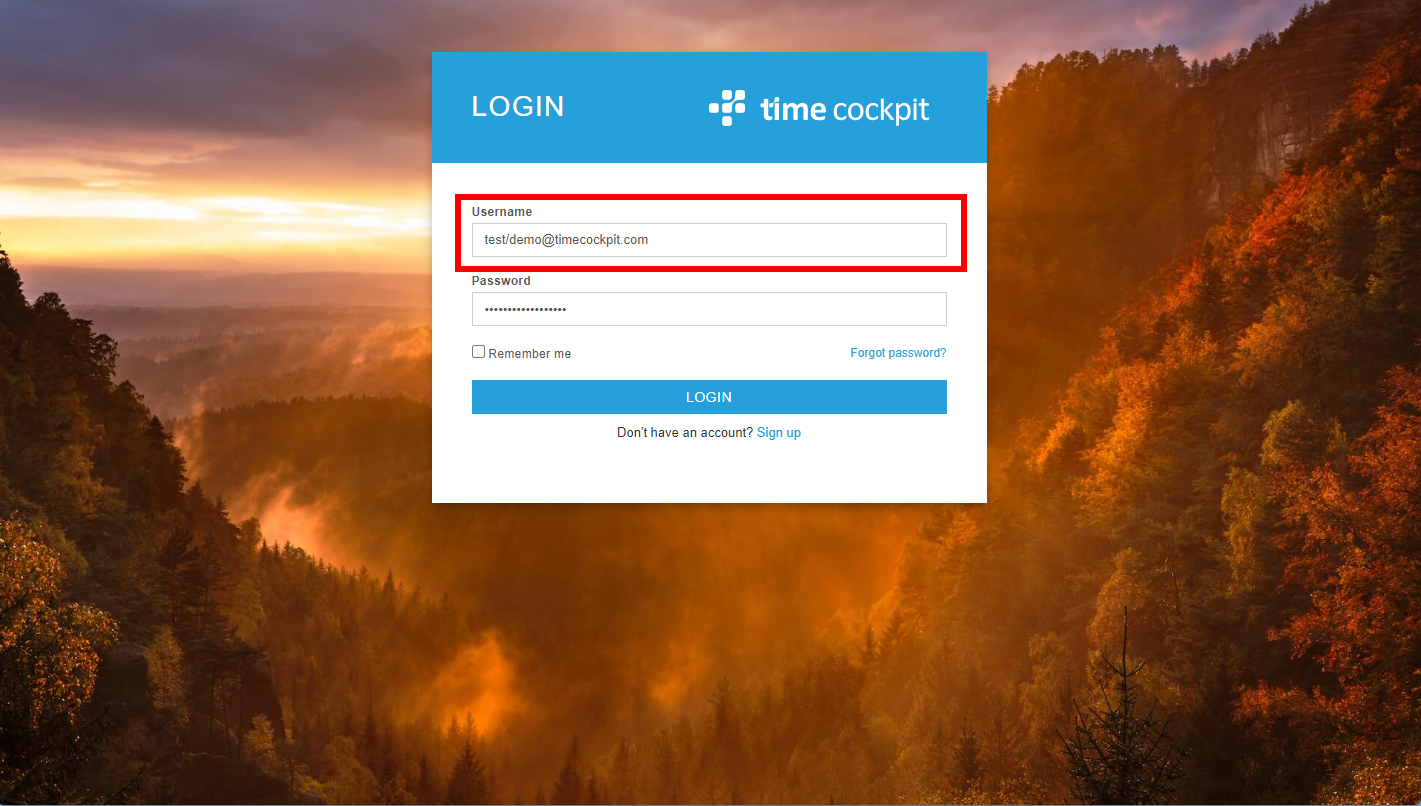 LOGIN
time cockpit
Username
test/demo@timecockpit.com
Password
••••••••••••••••••
Remember me
Forgot password?
LOGIN
Don't have an account? Sign up